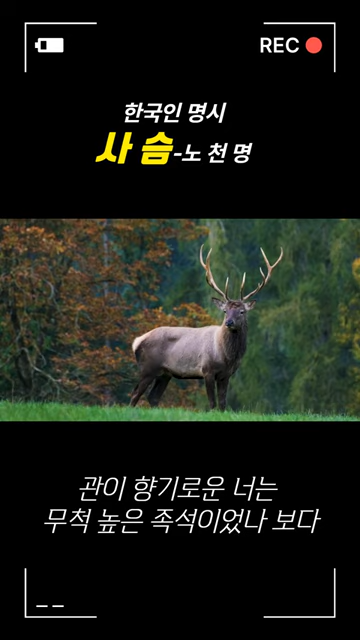 REC
한국인 명시
사 슴-노 천 명
관이 향기로운 너는
무척 높은 족석이었나 보다